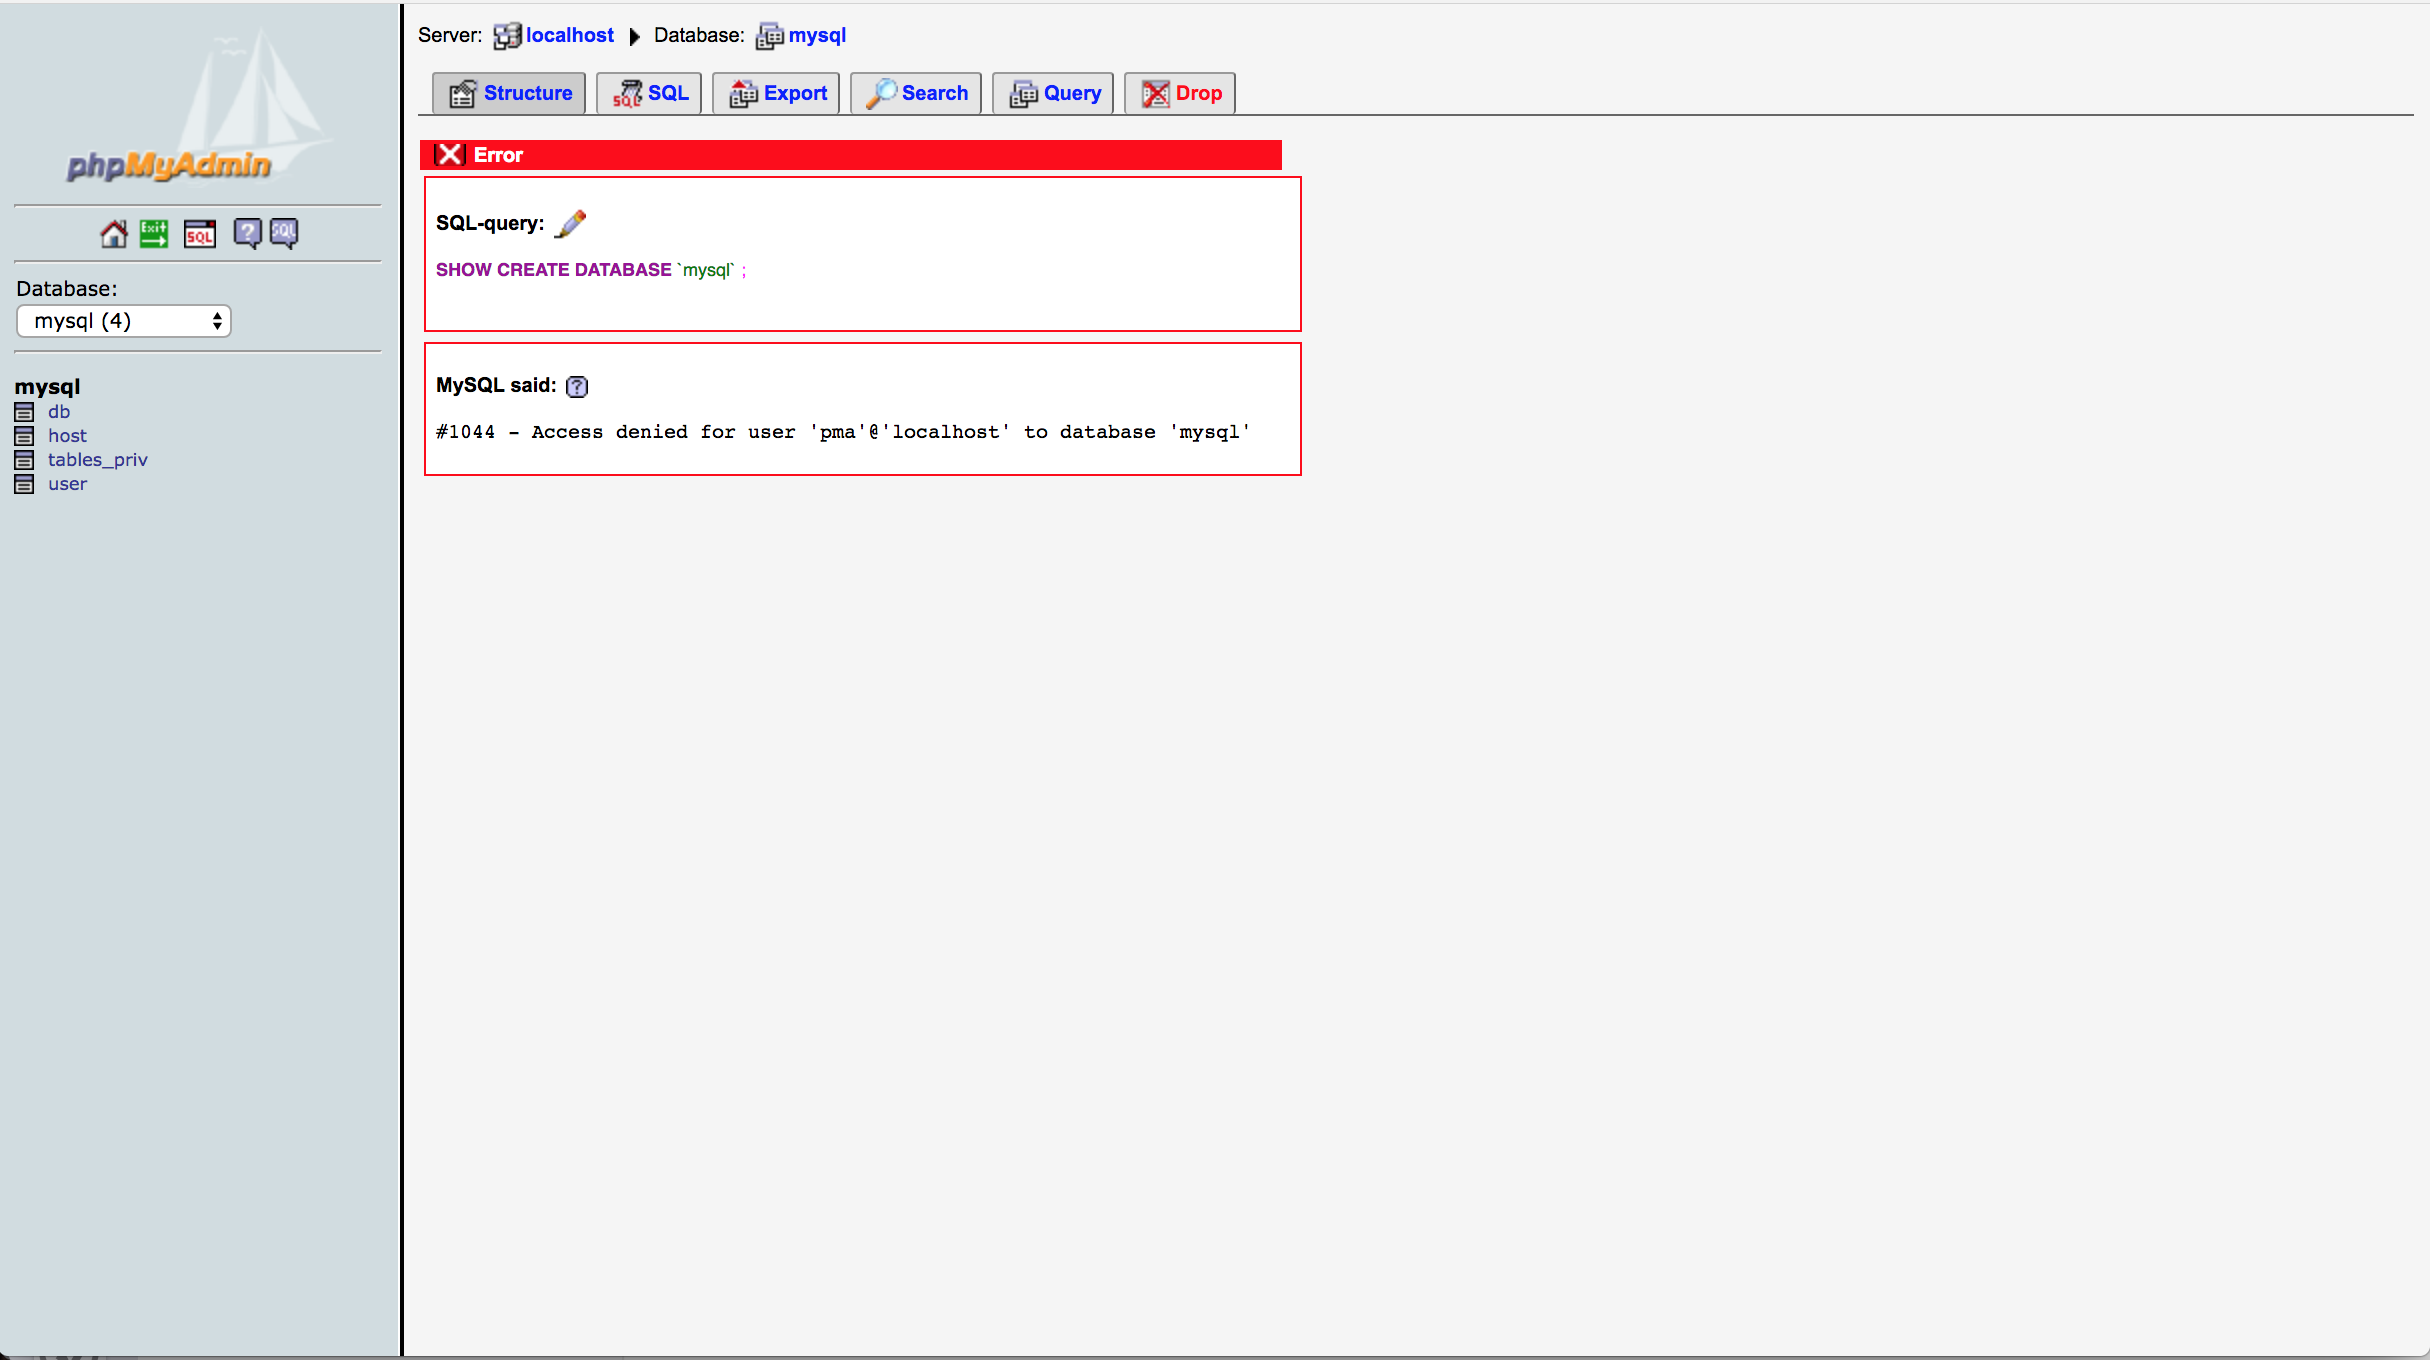 Server: localhost Database: mysql
Structure SQL Export Search Query Drop
phpMyAdmin
Exit SQL ? SQL
Database:
mysql (4)
mysql
db
host
tables_priv
user
Error
SQL-query:
SHOW CREATE DATABASE `mysql` ;
MySQL said: ?
#1044 - Access denied for user 'pma'@'localhost' to database 'mysql'